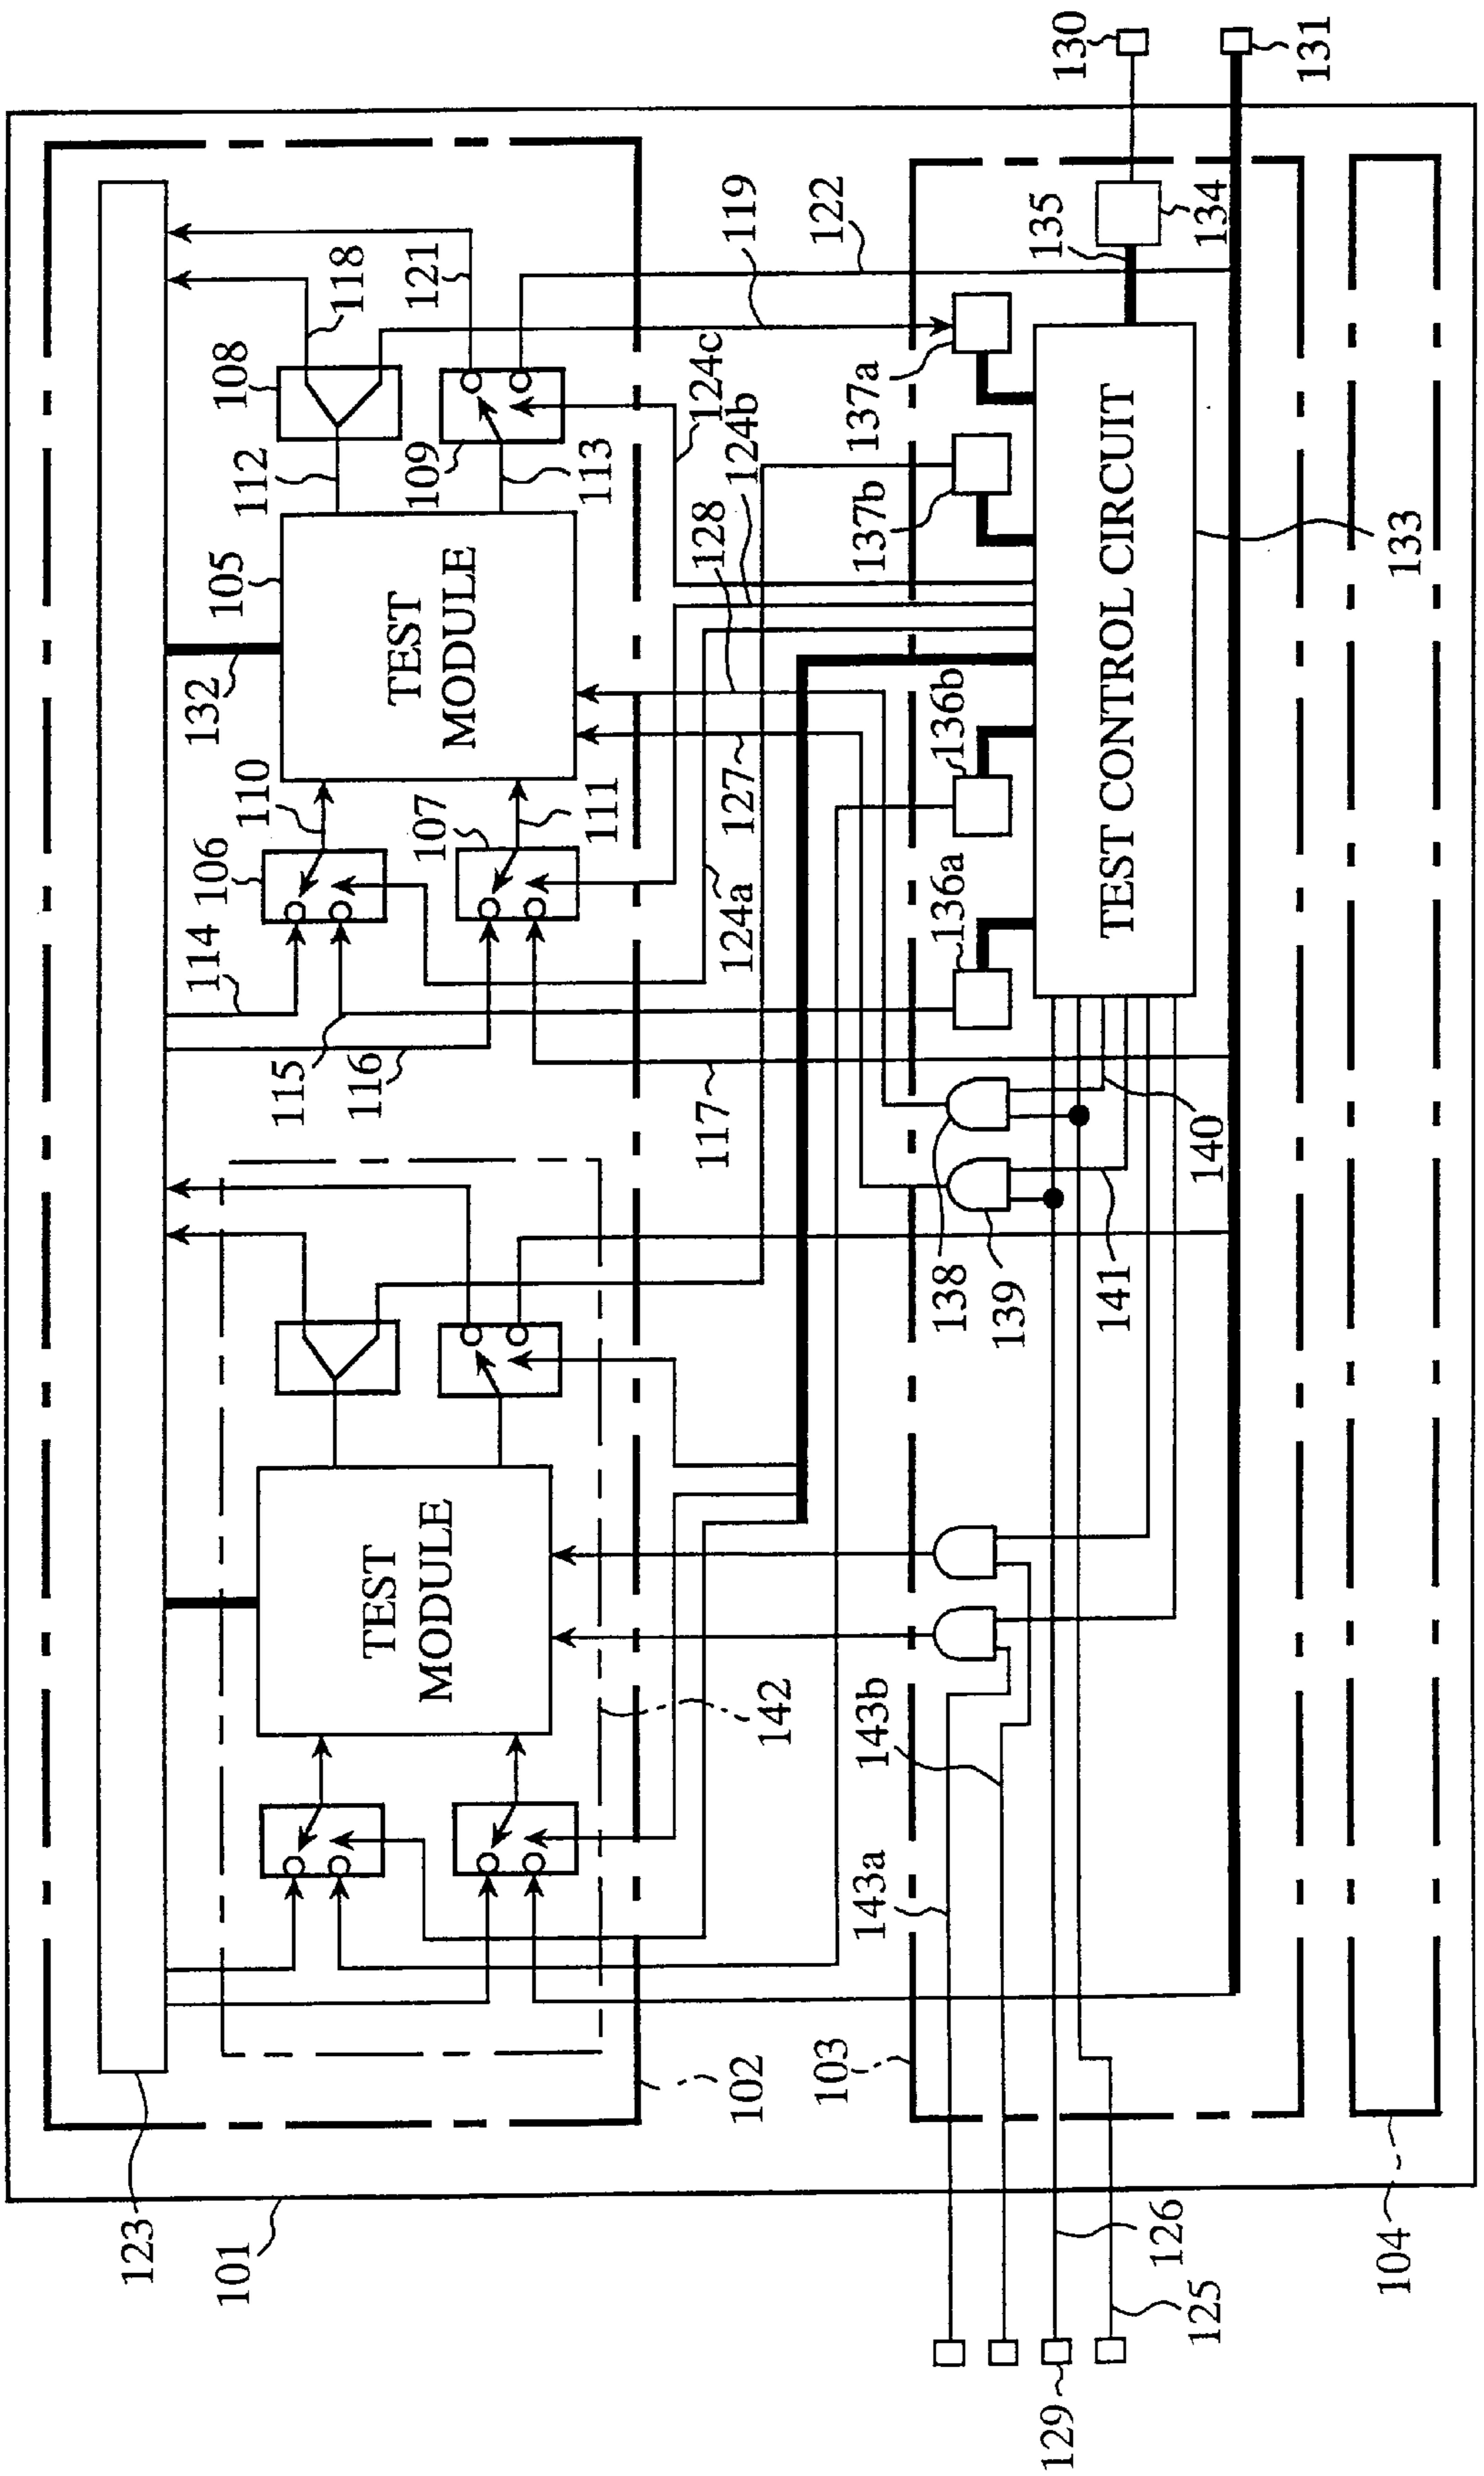 123
101
102
103
104
142
143a
143b
129
126
125
TEST
MODULE
TEST
MODULE
105
106
107
108
109
110
111
112
113
114
115
116
117
118
119
121
122
124a
124b
124c
127
128
132
130
131
133
134
135
136a
136b
137a
137b
138
139
140
141
TEST CONTROL CIRCUIT